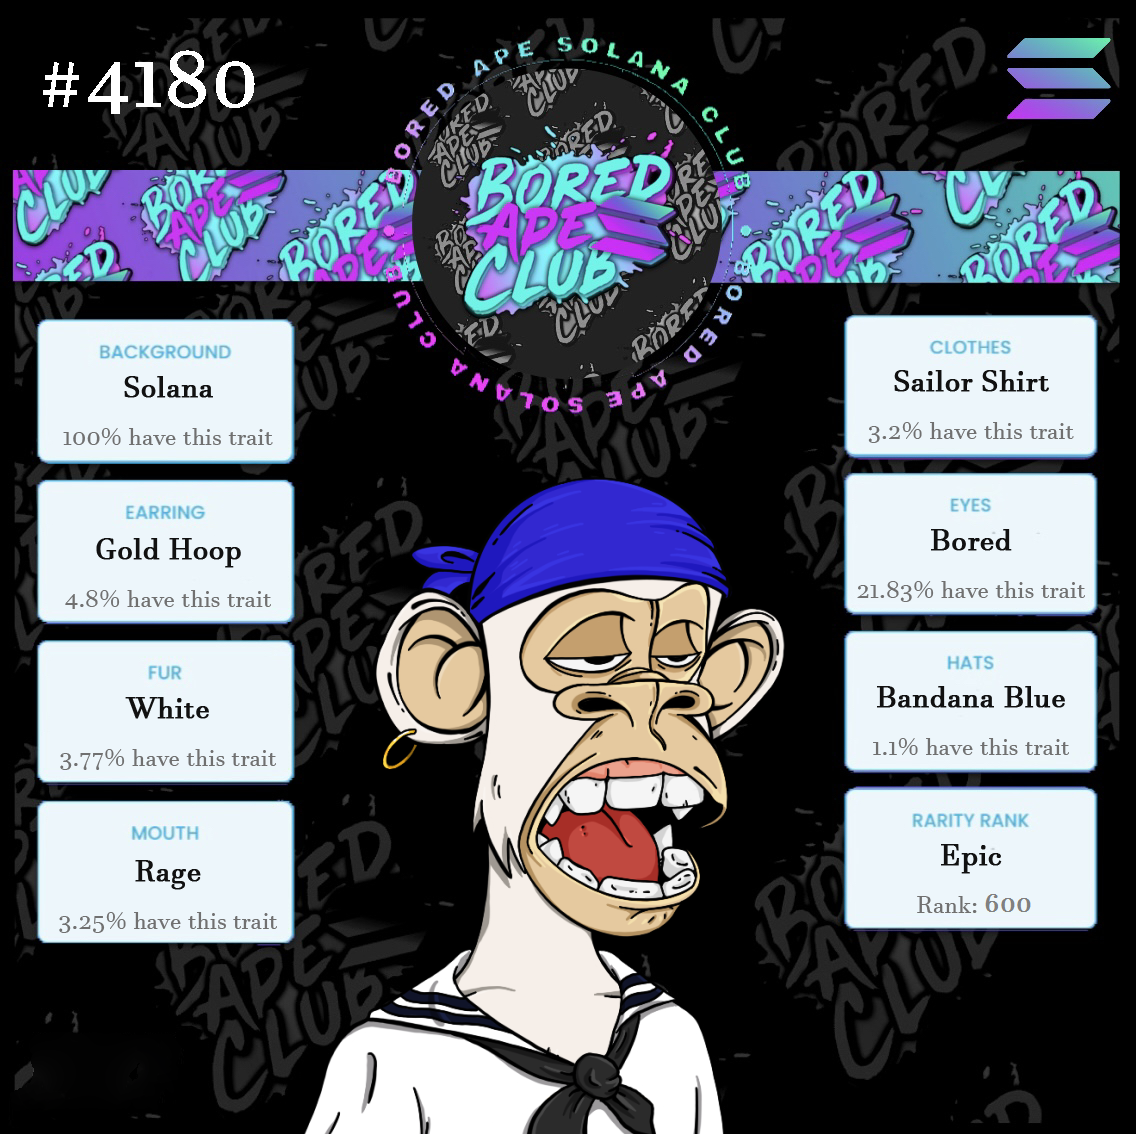 #4180
BORED APE SOLANA CLUB
BORED
APE
CLUB
BORED APE SOLANA CLUB
BACKGROUND
Solana
100% have this trait
EARRING
Gold Hoop
4.8% have this trait
FUR
White
3.77% have this trait
MOUTH
Rage
3.25% have this trait
CLOTHES
Sailor Shirt
3.2% have this trait
EYES
Bored
21.83% have this trait
HATS
Bandana Blue
1.1% have this trait
RARITY RANK
Epic
Rank: 600